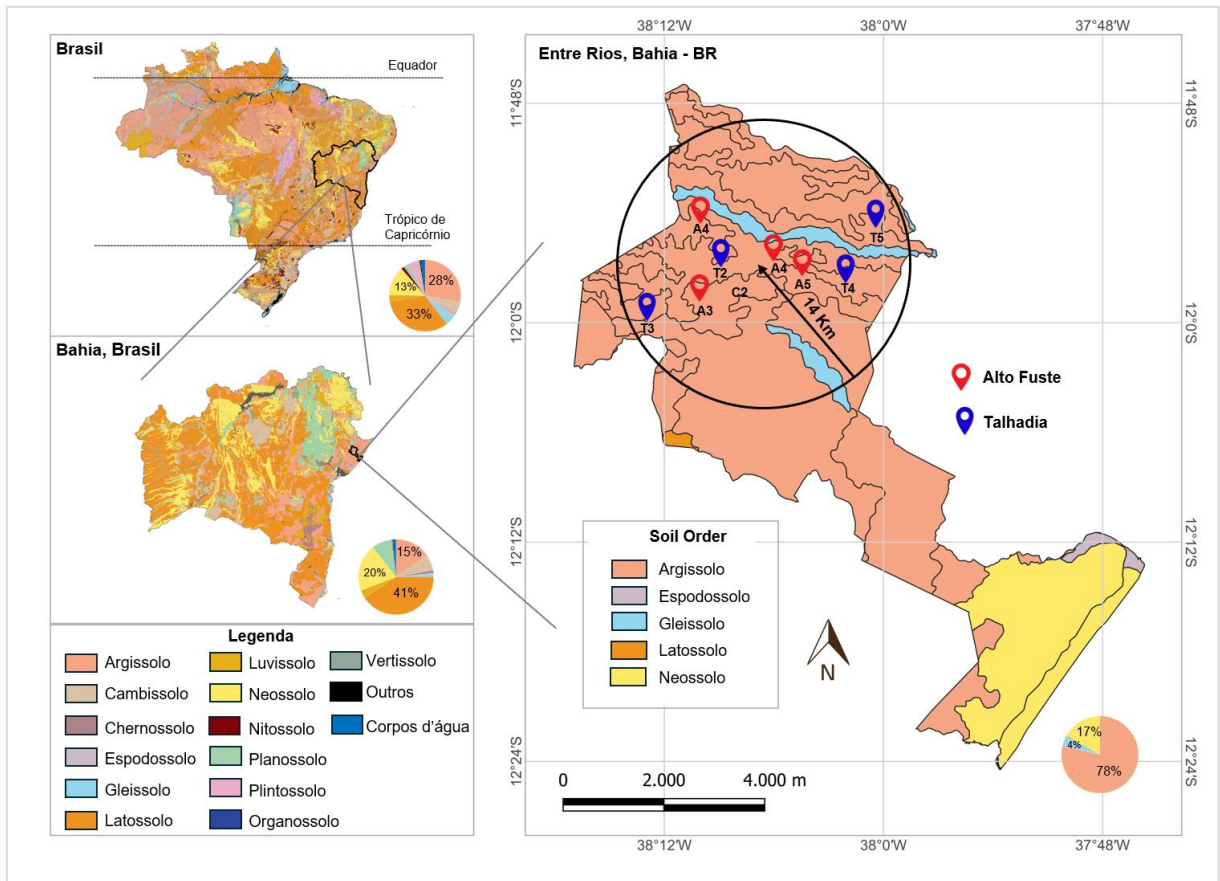 Brasil
Equador
Trópico de
Capricórnio
28%
13%
33%
Bahia, Brasil
15%
20%
41%
Legenda
Argissolo
Cambissolo
Chernossolo
Espodossolo
Gleissolo
Latossolo
Luvissolo
Neossolo
Nitossolo
Planossolo
Plintossolo
Organossolo
Vertissolo
Outros
Corpos d'água
38°12'W 38°0'W 37°48'W
Entre Rios, Bahia - BR
11°48'S 11°48'S
A4
T5
T2
A4
A5
T4
A3
C2
T3
14 Km
12°0'S 12°0'S
Alto Fuste
Talhadia
12°12'S 12°12'S
Soil Order
Argissolo
Espodossolo
Gleissolo
Latossolo
Neossolo
N
17%
4%
78%
12°24'S 12°24'S
0 2.000 4.000 m
38°12'W 38°0'W 37°48'W